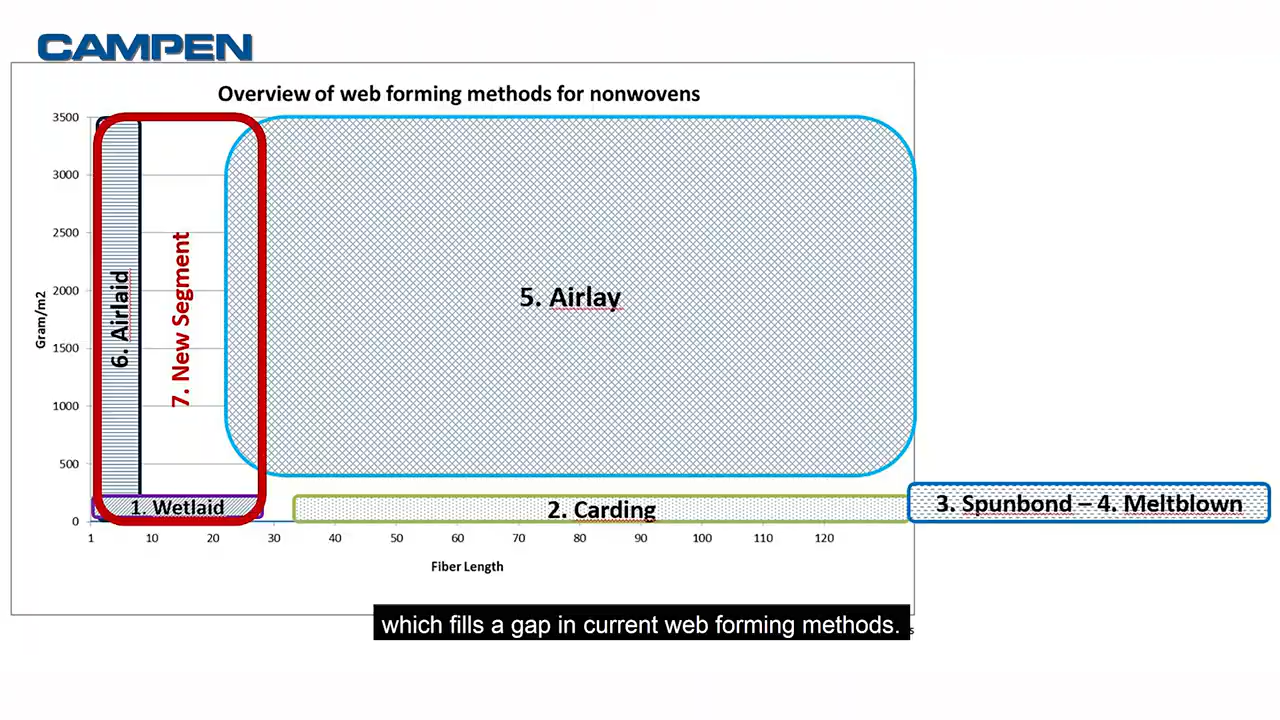 CAMPEN
Overview of web forming methods for nonwovens
3500
3000
2500
2000
1500
1000
500
0
Gram/m2
6. Airlaid
7. New Segment
5. Airlay
1. Wetlaid
2. Carding
3. Spunbond – 4. Meltblown
1 10 20 30 40 50 60 70 80 90 100 110 120
Fiber Length
which fills a gap in current web forming methods.